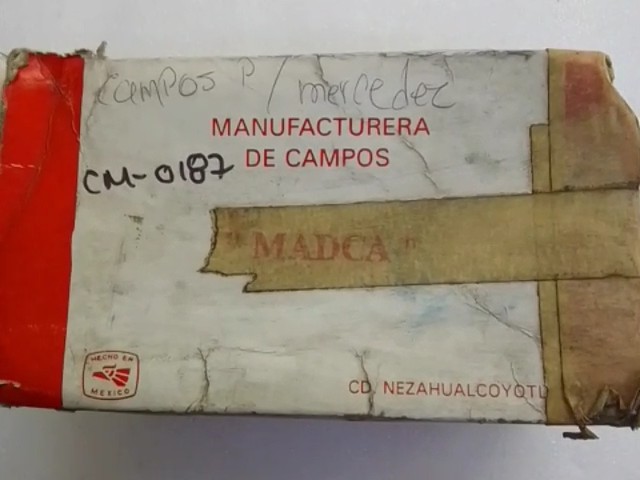 campos P/ mercedez
MANUFACTURERA
DE CAMPOS
CM-0187
" MADCA "
HECHO EN
MEXICO
CD. NEZAHUALCOYOTL